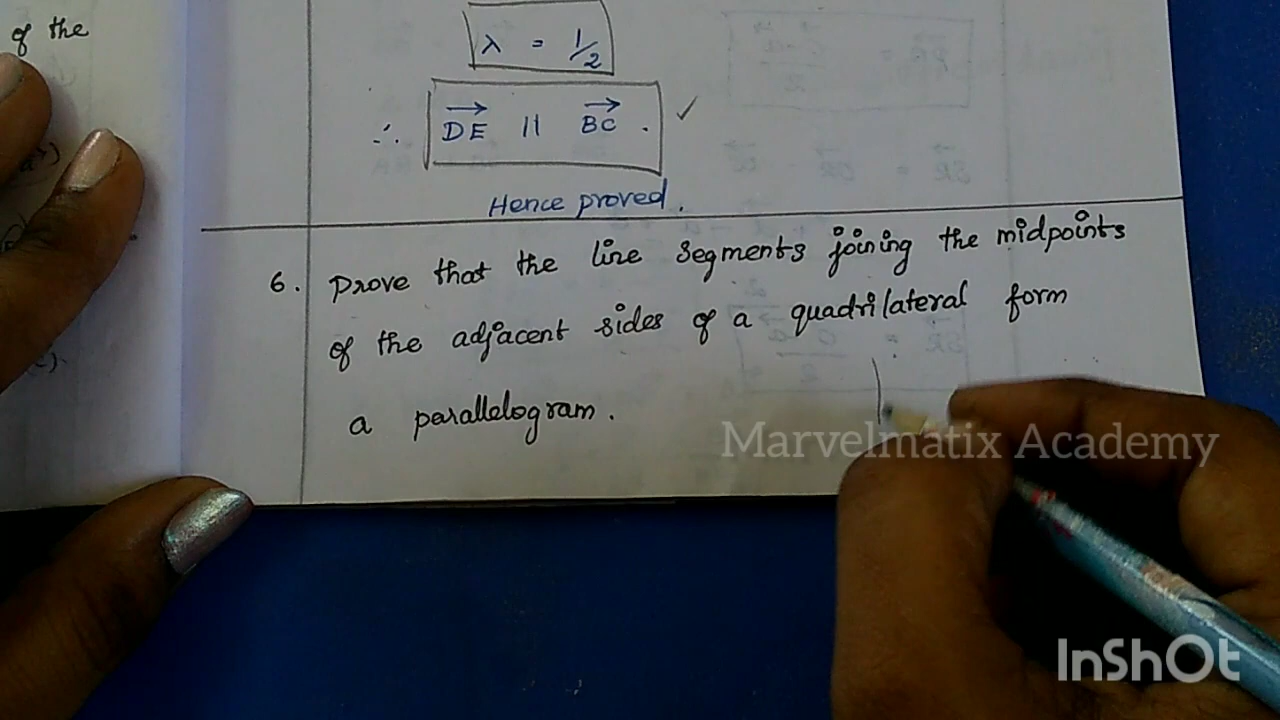 of the
λ = 1/2
∴ DE || BC . ✓
Hence proved.
6. Prove that the line segments joining the midpoints
of the adjacent sides of a quadrilateral form
a parallelogram.
Marvelmatix Academy
InShOt